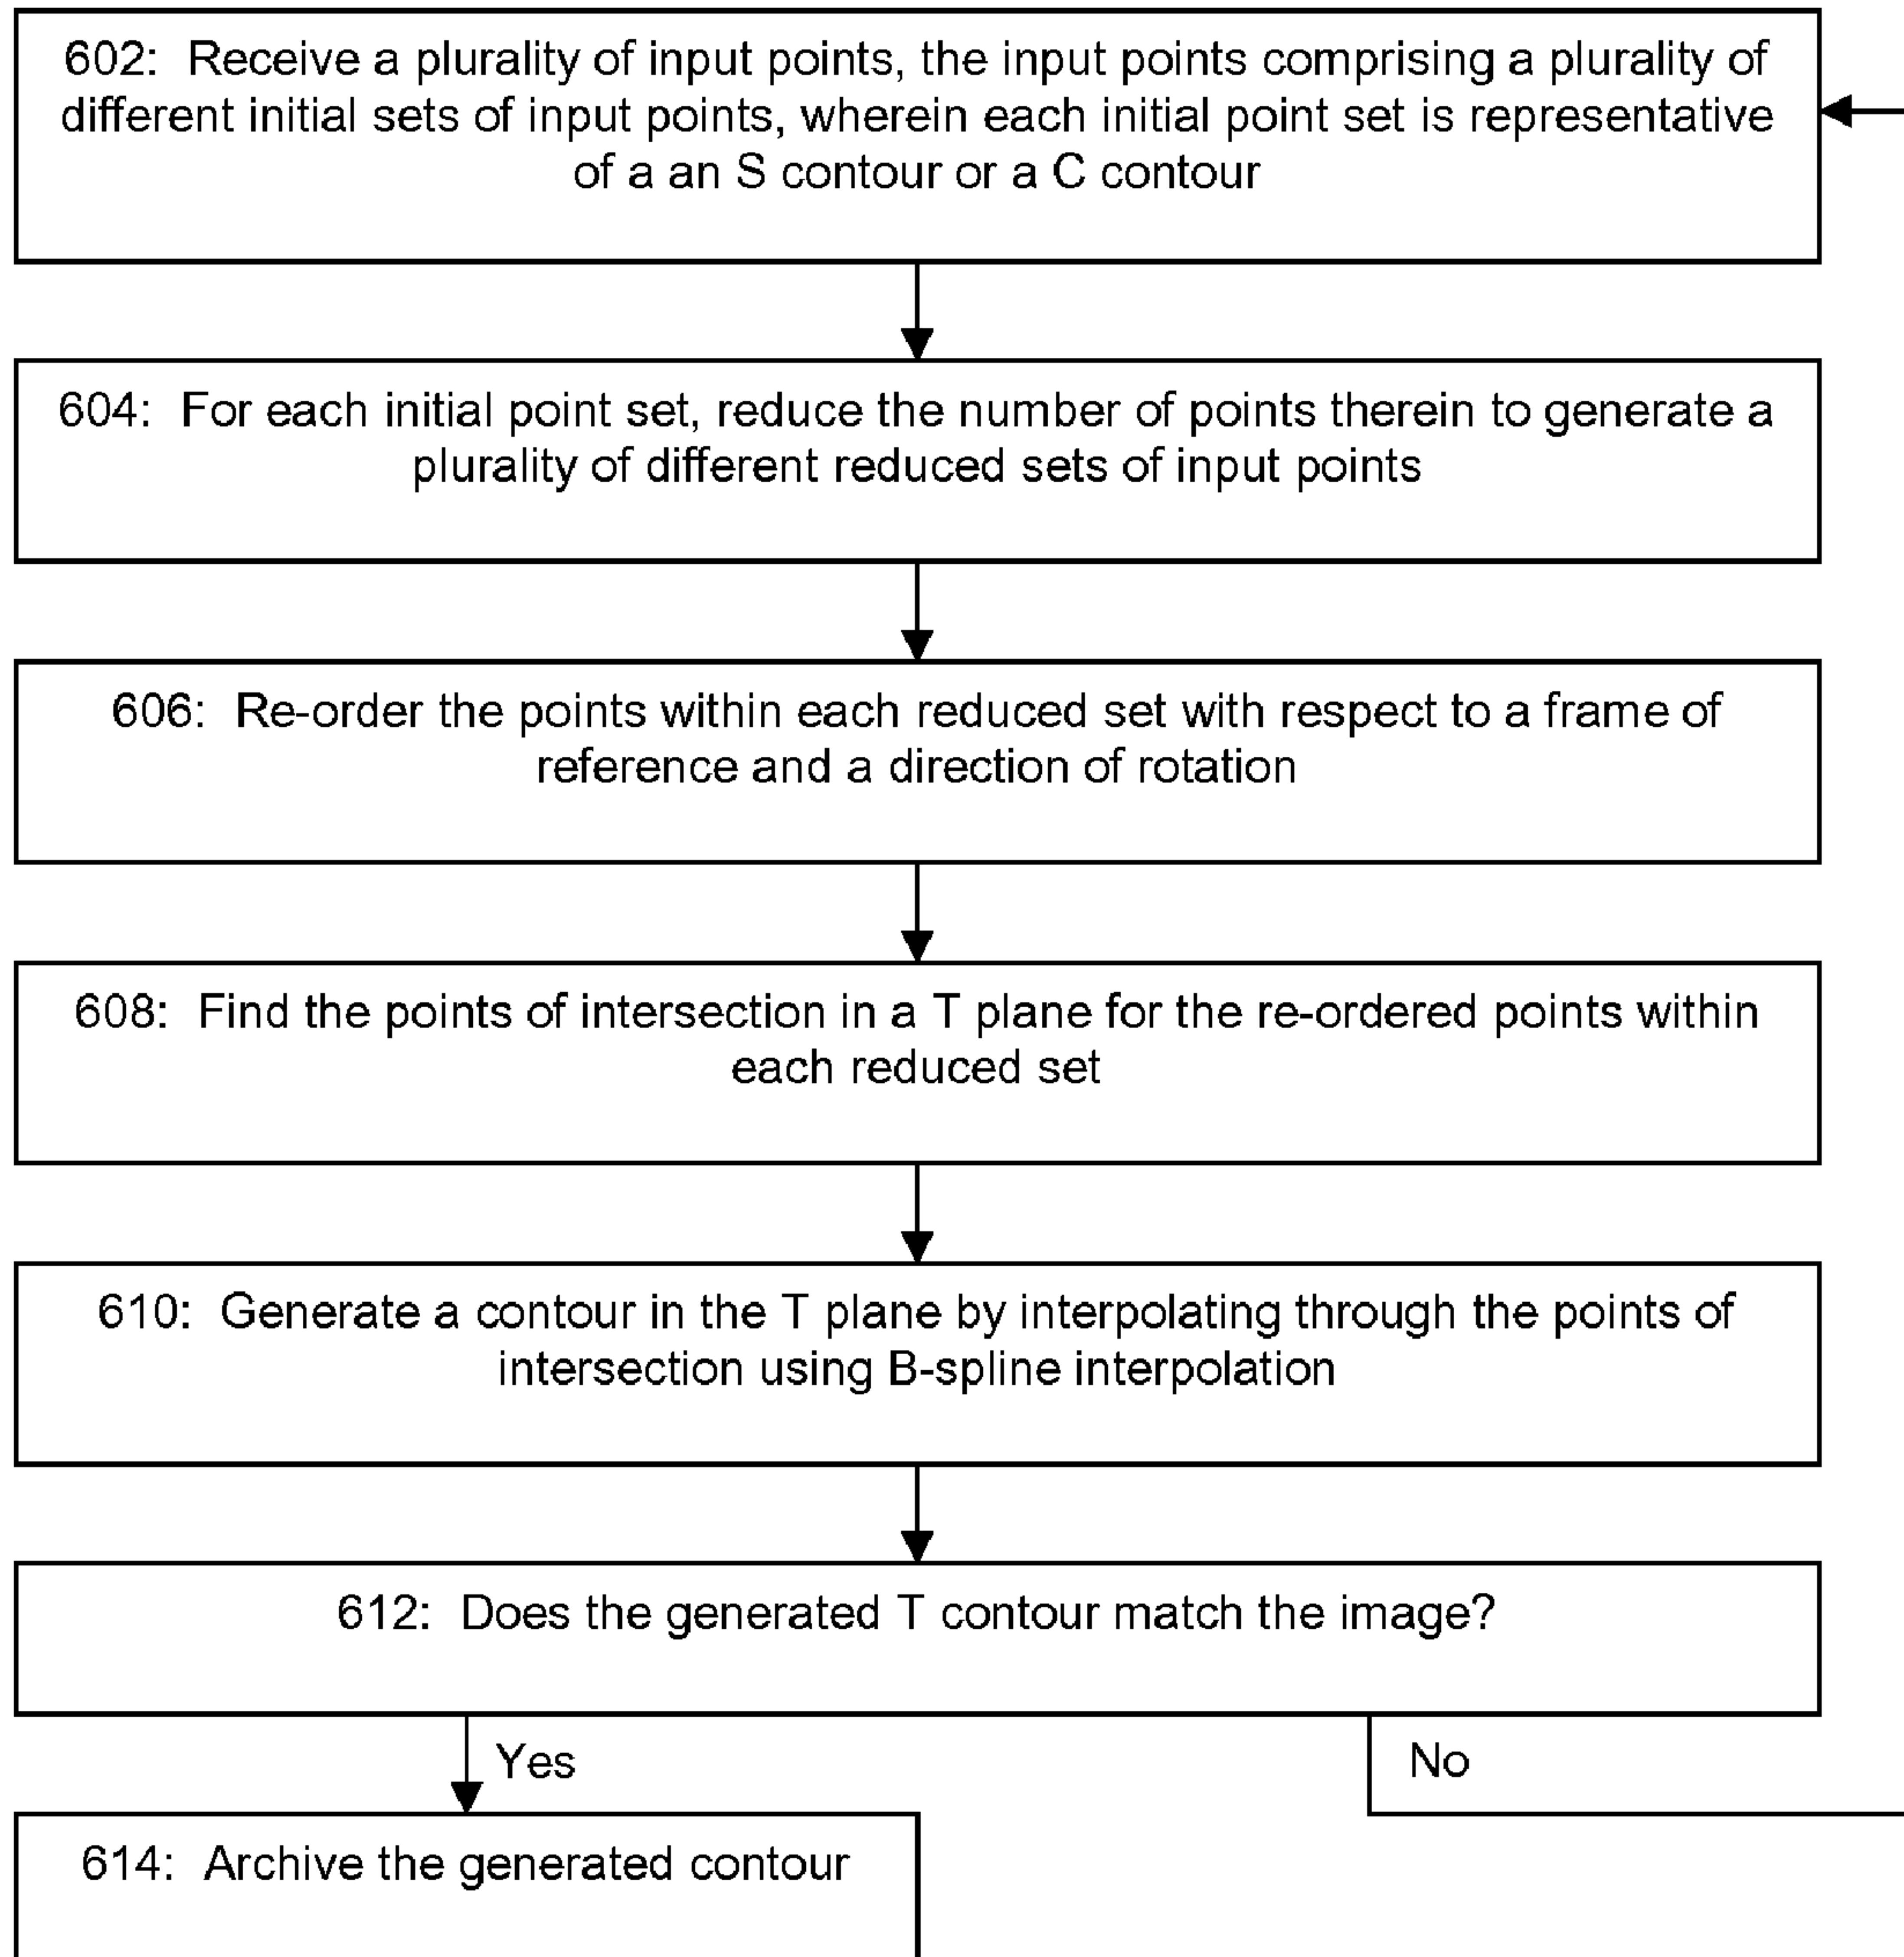 602: Receive a plurality of input points, the input points comprising a plurality of
different initial sets of input points, wherein each initial point set is representative
of a an S contour or a C contour
604: For each initial point set, reduce the number of points therein to generate a
plurality of different reduced sets of input points
606: Re-order the points within each reduced set with respect to a frame of
reference and a direction of rotation
608: Find the points of intersection in a T plane for the re-ordered points within
each reduced set
610: Generate a contour in the T plane by interpolating through the points of
intersection using B-spline interpolation
612: Does the generated T contour match the image?
Yes
No
614: Archive the generated contour